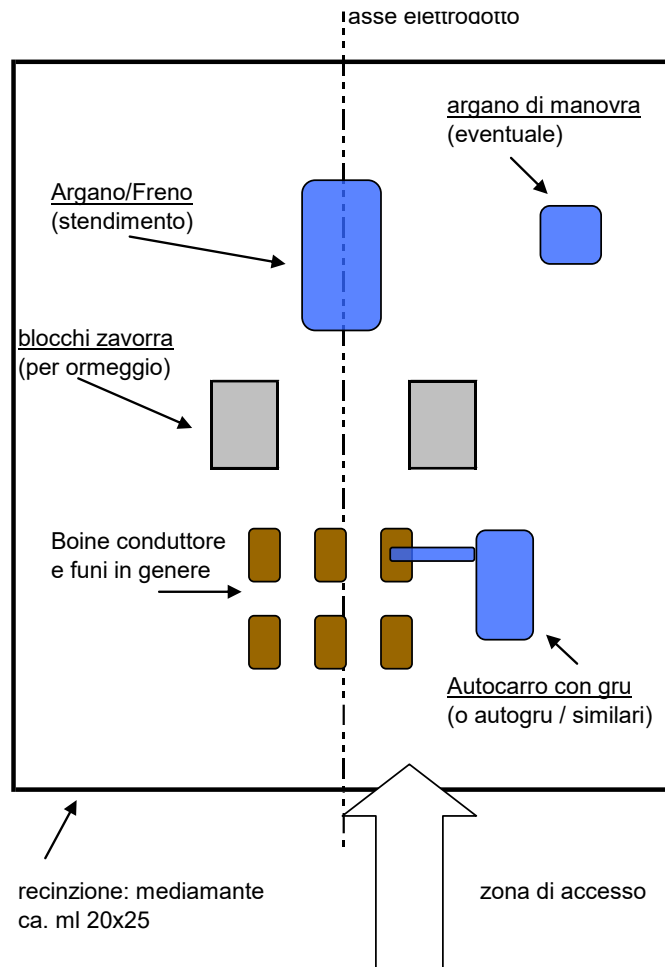 asse elettrodotto
argano di manovra
(eventuale)
Argano/Freno
(stendimento)
blocchi zavorra
(per ormeggio)
Boine conduttore
e funi in genere
Autocarro con gru
(o autogru / similari)
recinzione: mediamante
ca. ml 20x25
zona di accesso